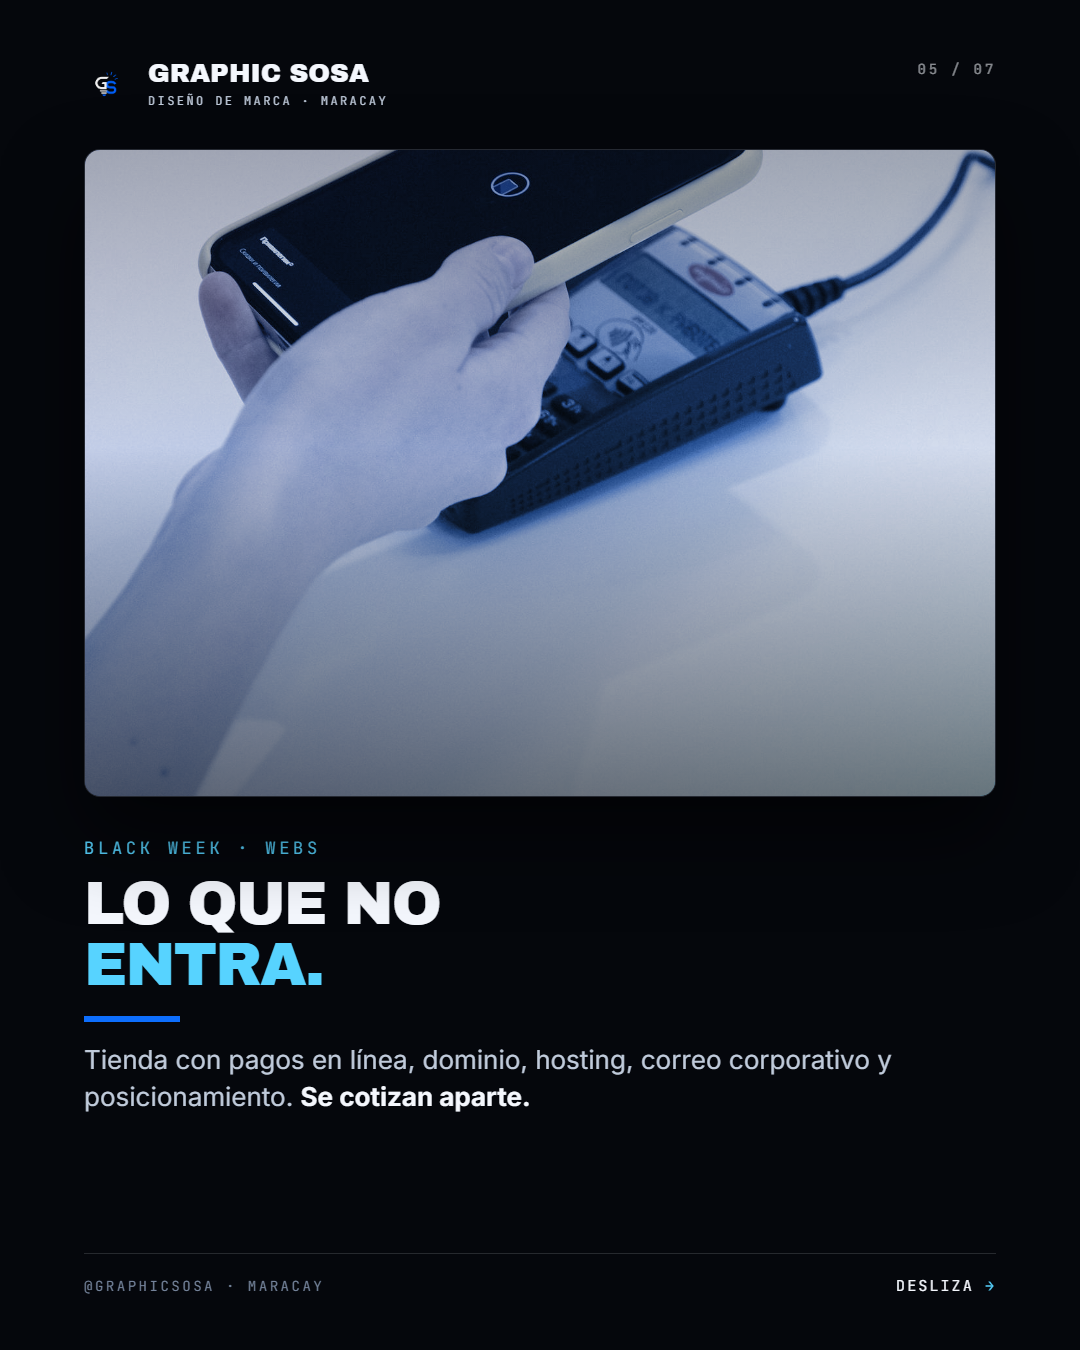 GS
GRAPHIC SOSA
DISEÑO DE MARCA · MARACAY
05 / 07
BLACK WEEK · WEBS
LO QUE NO
ENTRA.
Tienda con pagos en línea, dominio, hosting, correo corporativo y
posicionamiento. Se cotizan aparte.
@GRAPHICSOSA · MARACAY
DESLIZA →